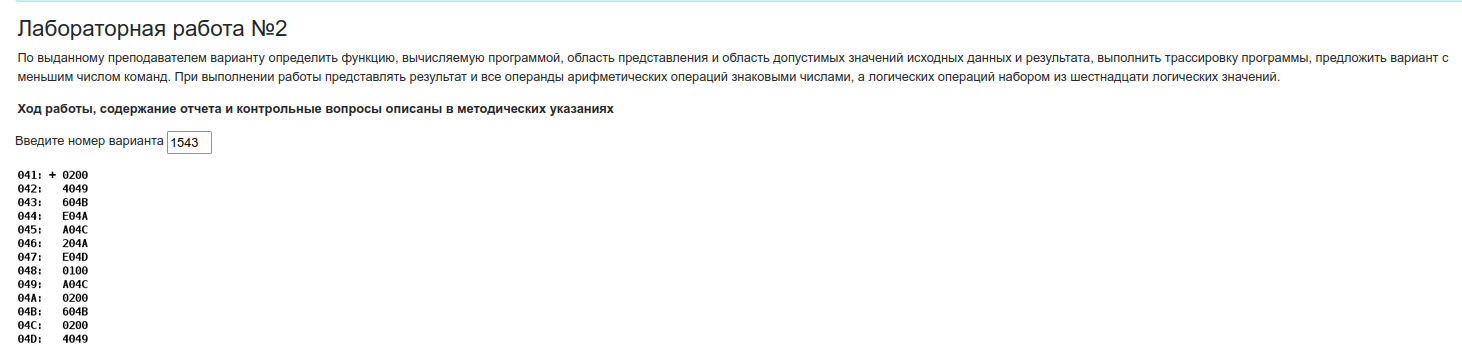 Лабораторная работа №2
По выданному преподавателем варианту определить функцию, вычисляемую программой, область представления и область допустимых значений исходных данных и результата, выполнить трассировку программы, предложить вариант с
меньшим числом команд. При выполнении работы представлять результат и все операнды арифметических операций знаковыми числами, а логических операций набором из шестнадцати логических значений.
Ход работы, содержание отчета и контрольные вопросы описаны в методических указаниях
Введите номер варианта 1543
041: + 0200
042: 4049
043: 604B
044: E04A
045: A04C
046: 204A
047: E04D
048: 0100
049: A04C
04A: 0200
04B: 604B
04C: 0200
04D: 4049